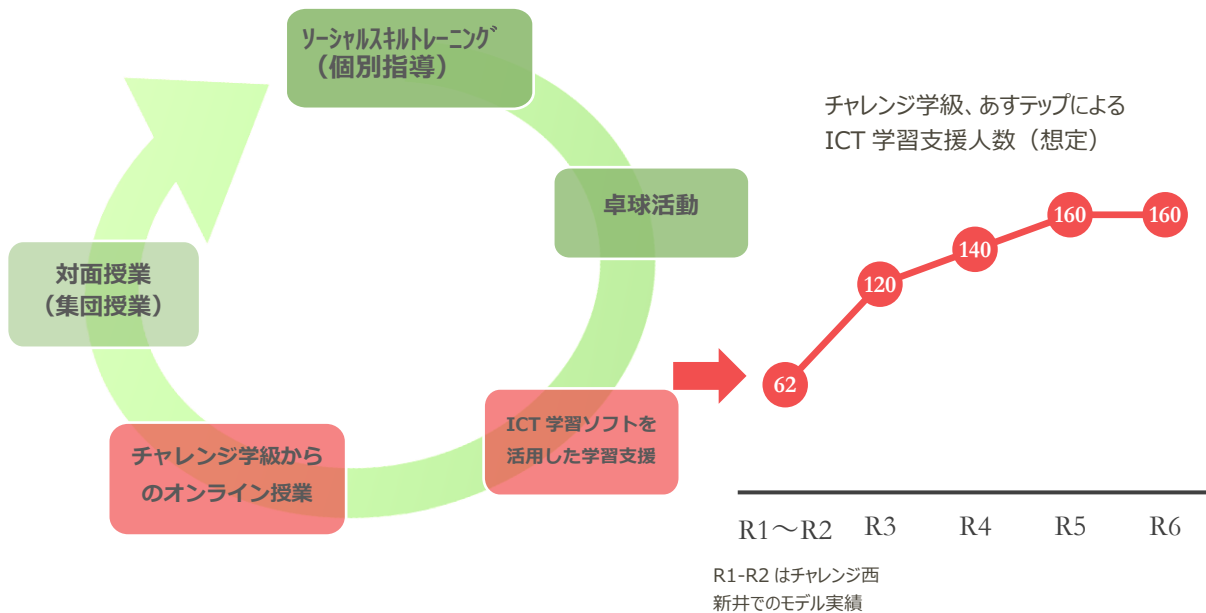 ｿｰｼｬﾙｽｷﾙﾄﾚｰﾆﾝｸﾞ
（個別指導）
卓球活動
ICT 学習ソフトを
活用した学習支援
チャレンジ学級から
のオンライン授業
対面授業
（集団授業）
チャレンジ学級、あすテップによる
ICT 学習支援人数（想定）
62
120
140
160
160
R1～R2
R3
R4
R5
R6
R1-R2 はチャレンジ西
新井でのモデル実績